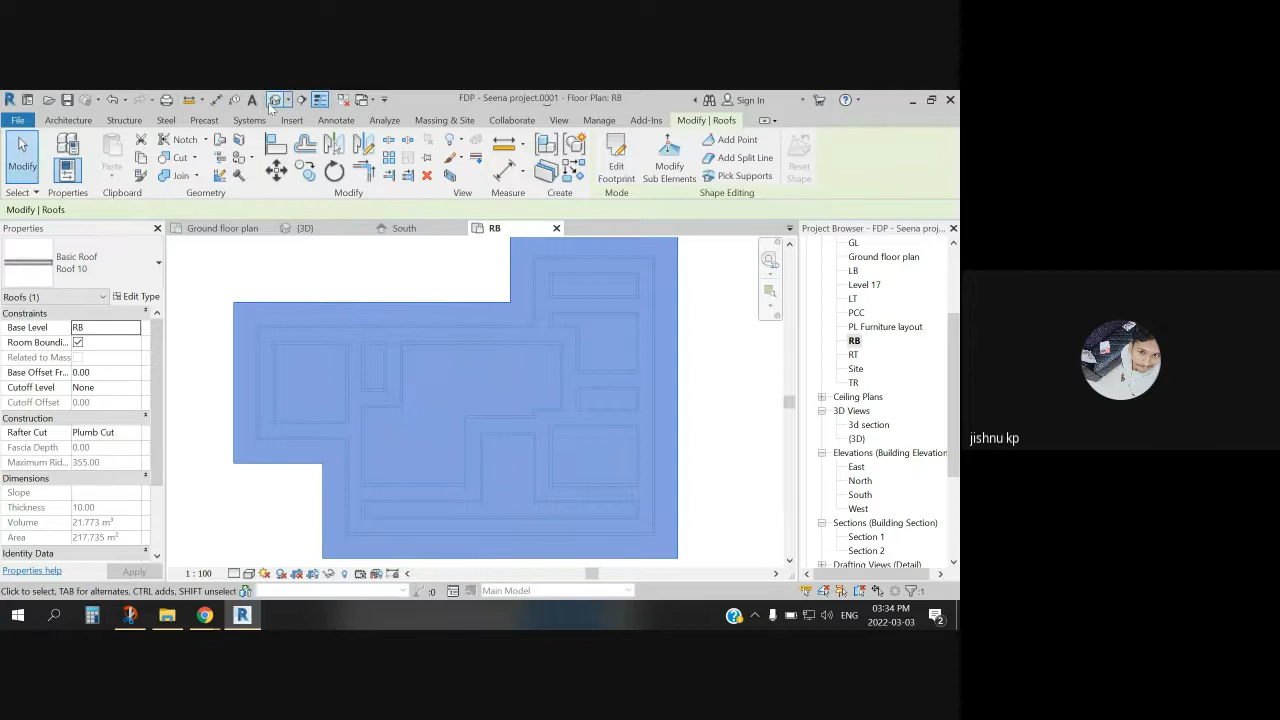 FDP - Seena project.0001 - Floor Plan: RB
Sign In
File Architecture Structure Steel Precast Systems Insert Annotate Analyze Massing & Site Collaborate View Manage Add-Ins Modify | Roofs
Modify
Properties
Paste
Notch
Cut
Join
Edit Footprint
Modify Sub Elements
Add Point
Add Split Line
Pick Supports
Reset Shape
Select Properties Clipboard Geometry Modify View Measure Create Mode Shape Editing
Modify | Roofs
Properties
Ground floor plan (3D) South RB
Project Browser - FDP - Seena proj...
Basic Roof
Roof 10
Roofs (1) Edit Type
Constraints
Base Level RB
Room Boundi...
Related to Mass
Base Offset Fr... 0.00
Cutoff Level None
Cutoff Offset 0.00
Construction
Rafter Cut Plumb Cut
Fascia Depth 0.00
Maximum Rid... 355.00
Dimensions
Slope
Thickness 10.00
Volume 21.773 m³
Area 217.735 m²
Identity Data
Properties help Apply
GL
Ground floor plan
LB
Level 17
LT
PCC
PL Furniture layout
RB
RT
Site
TR
Ceiling Plans
3D Views
3d section
(3D)
Elevations (Building Elevation
East
North
South
West
Sections (Building Section)
Section 1
Section 2
Drafting Views (Detail)
1 : 100
Click to select, TAB for alternates, CTRL adds, SHIFT unselect
:0
Main Model
:1
ENG
03:34 PM
2022-03-03
2
jishnu kp